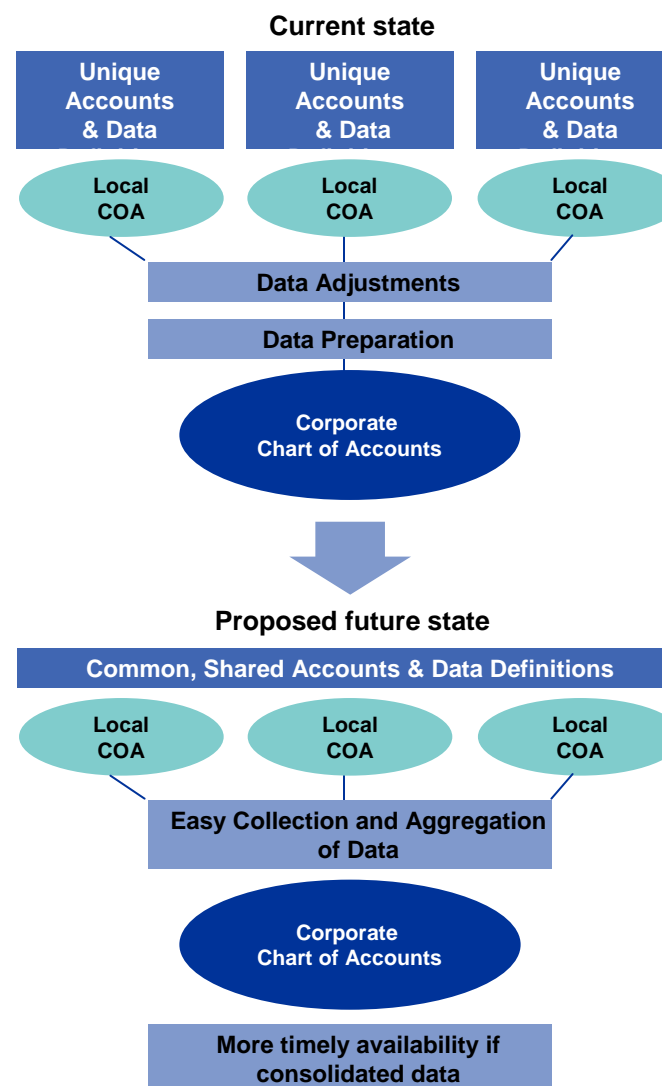 Current state
Unique
Accounts
& Data
Unique
Accounts
& Data
Unique
Accounts
& Data
Local
COA
Local
COA
Local
COA
Data Adjustments
Data Preparation
Corporate
Chart of Accounts
Proposed future state
Common, Shared Accounts & Data Definitions
Local
COA
Local
COA
Local
COA
Easy Collection and Aggregation
of Data
Corporate
Chart of Accounts
More timely availability if
consolidated data